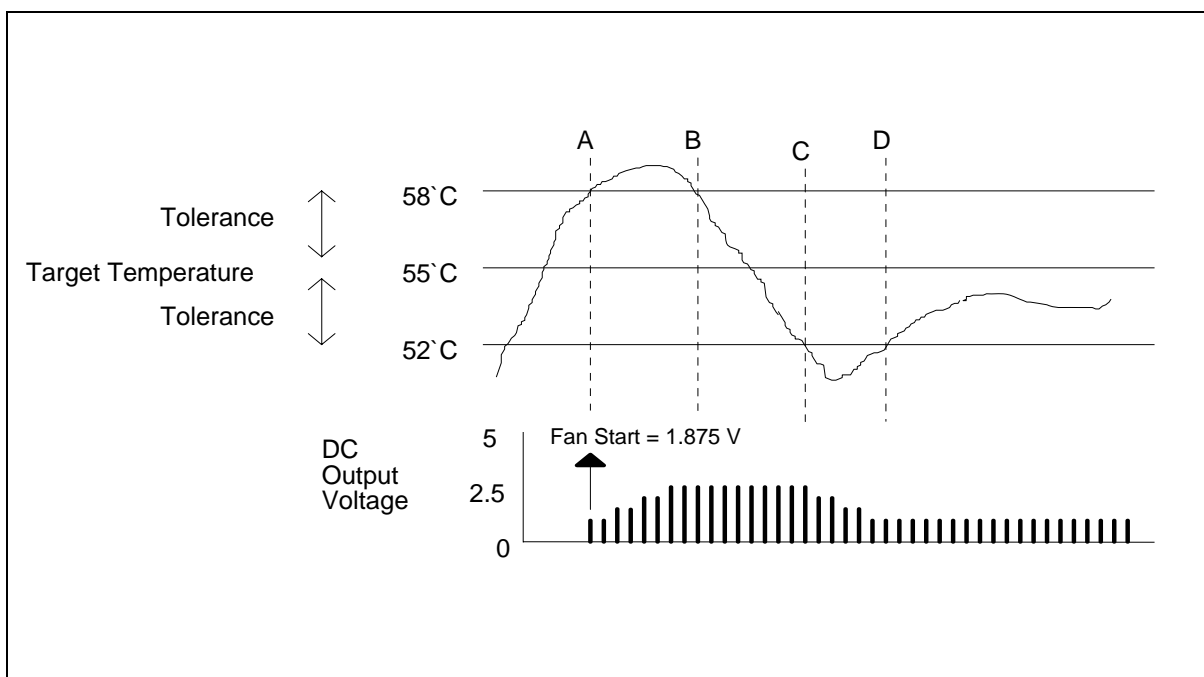 A B C D
58`C
Tolerance
Target Temperature
55`C
Tolerance
52`C
5
Fan Start = 1.875 V
DC
Output
Voltage
2.5
0